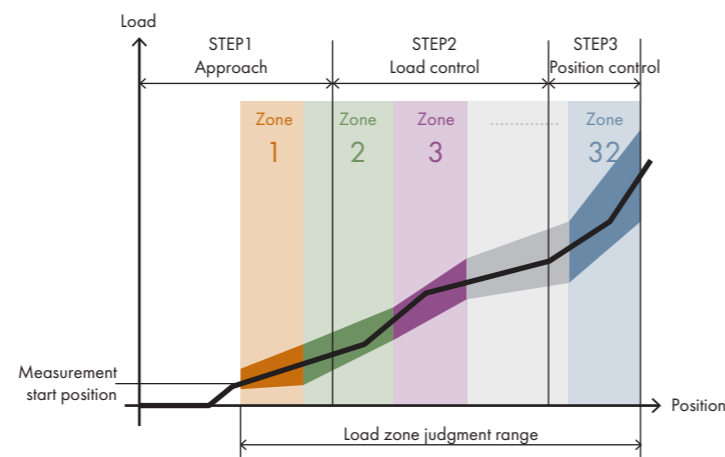 Load
STEP1
Approach
STEP2
Load control
STEP3
Position control
Zone
1
Zone
2
Zone
3
Zone
32
Measurement
start position
Position
Load zone judgment range